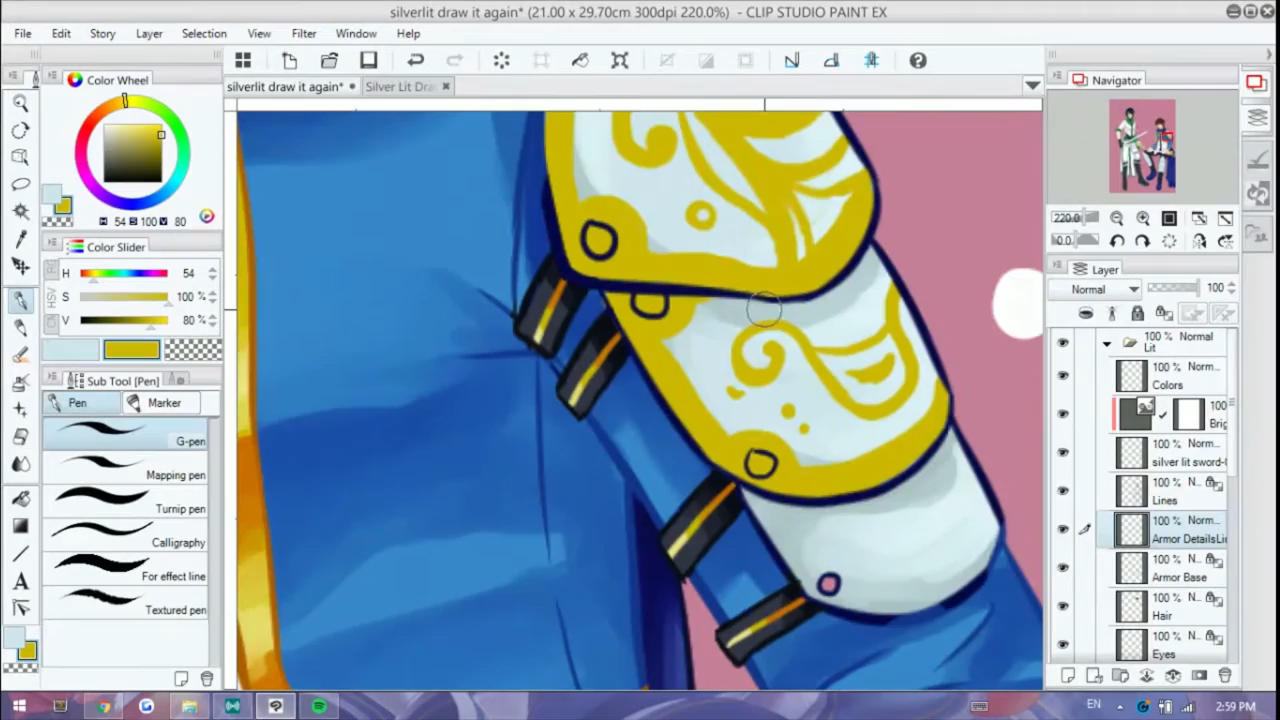 silverlit draw it again* (21.00 x 29.70cm 300dpi 220.0%) - CLIP STUDIO PAINT EX
File Edit Story Layer Selection View Filter Window Help
silverlit draw it again* Silver Lit Dra
Color Wheel
H 54 S 100 V 80
Color Slider
H 54
S 100 %
V 80 %
HSV
Sub Tool [Pen]
Pen Marker
G-pen
Mapping pen
Turnip pen
Calligraphy
For effect line
Textured pen
Navigator
220.0
0.0
Layer
Normal 100
100 % Normal
Lit
100 % Norm...
Colors
100
Brig
100 % Norm...
silver lit sword-
100 % N...
Lines
100 % Norm...
Armor DetailsLin
100 % N...
Armor Base
100 % N...
Hair
100 % N...
Eyes
EN 2:59 PM